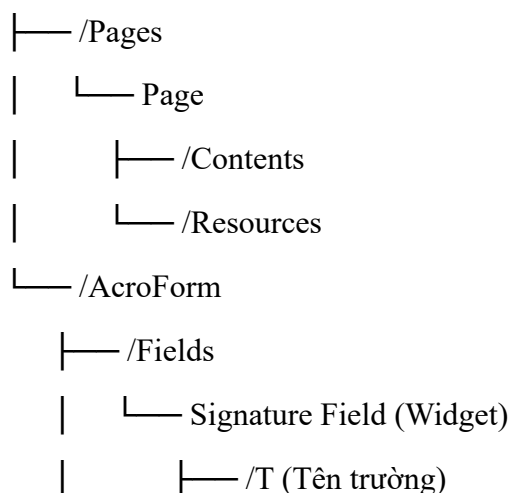 ├── /Pages
│ └── Page
│ ├── /Contents
│ └── /Resources
└── /AcroForm
├── /Fields
│ └── Signature Field (Widget)
│ ├── /T (Tên trường)